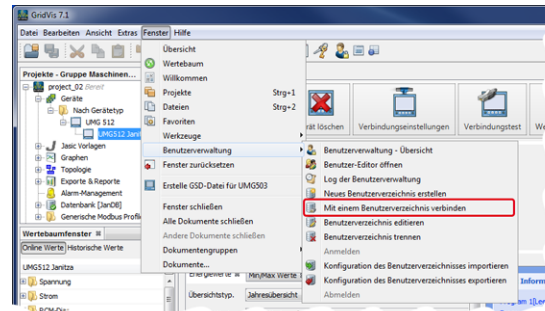 GridVis 7.1
Datei Bearbeiten Ansicht Extras Fenster Hilfe
Projekte - Gruppe Maschinen...
project_02 Bereit
Geräte
Nach Gerätetyp
UMG 512
UMG512 Janit
Jasic Vorlagen
Graphen
Topologie
Exporte & Reporte
Alarm-Management
Datenbank [JanDB]
Generische Modbus Profile
Wertebaumfenster
Online Werte Historische Werte
UMG512 Janitza
Spannung
Strom
Übersicht
Wertebaum
Willkommen
Projekte Strg+1
Dateien Strg+2
Favoriten
Werkzeuge
Benutzerverwaltung
Fenster zurücksetzen
Erstelle GSD-Datei für UMG503
Fenster schließen
Alle Dokumente schließen
Andere Dokumente schließen
Dokumentengruppen
Dokumente...
rät löschen
Verbindungseinstellungen
Verbindungstest
We
Benutzerverwaltung - Übersicht
Benutzer-Editor öffnen
Log der Benutzerverwaltung
Neues Benutzerverzeichnis erstellen
Mit einem Benutzerverzeichnis verbinden
Benutzerverzeichnis editieren
Benutzerverzeichnis trennen
Anmelden
Konfiguration des Benutzerverzeichnisses importieren
Konfiguration des Benutzerverzeichnisses exportieren
Abmelden
Energiewerte Min/Max Werte
Übersichtstyp. Jahresübersicht
Inform